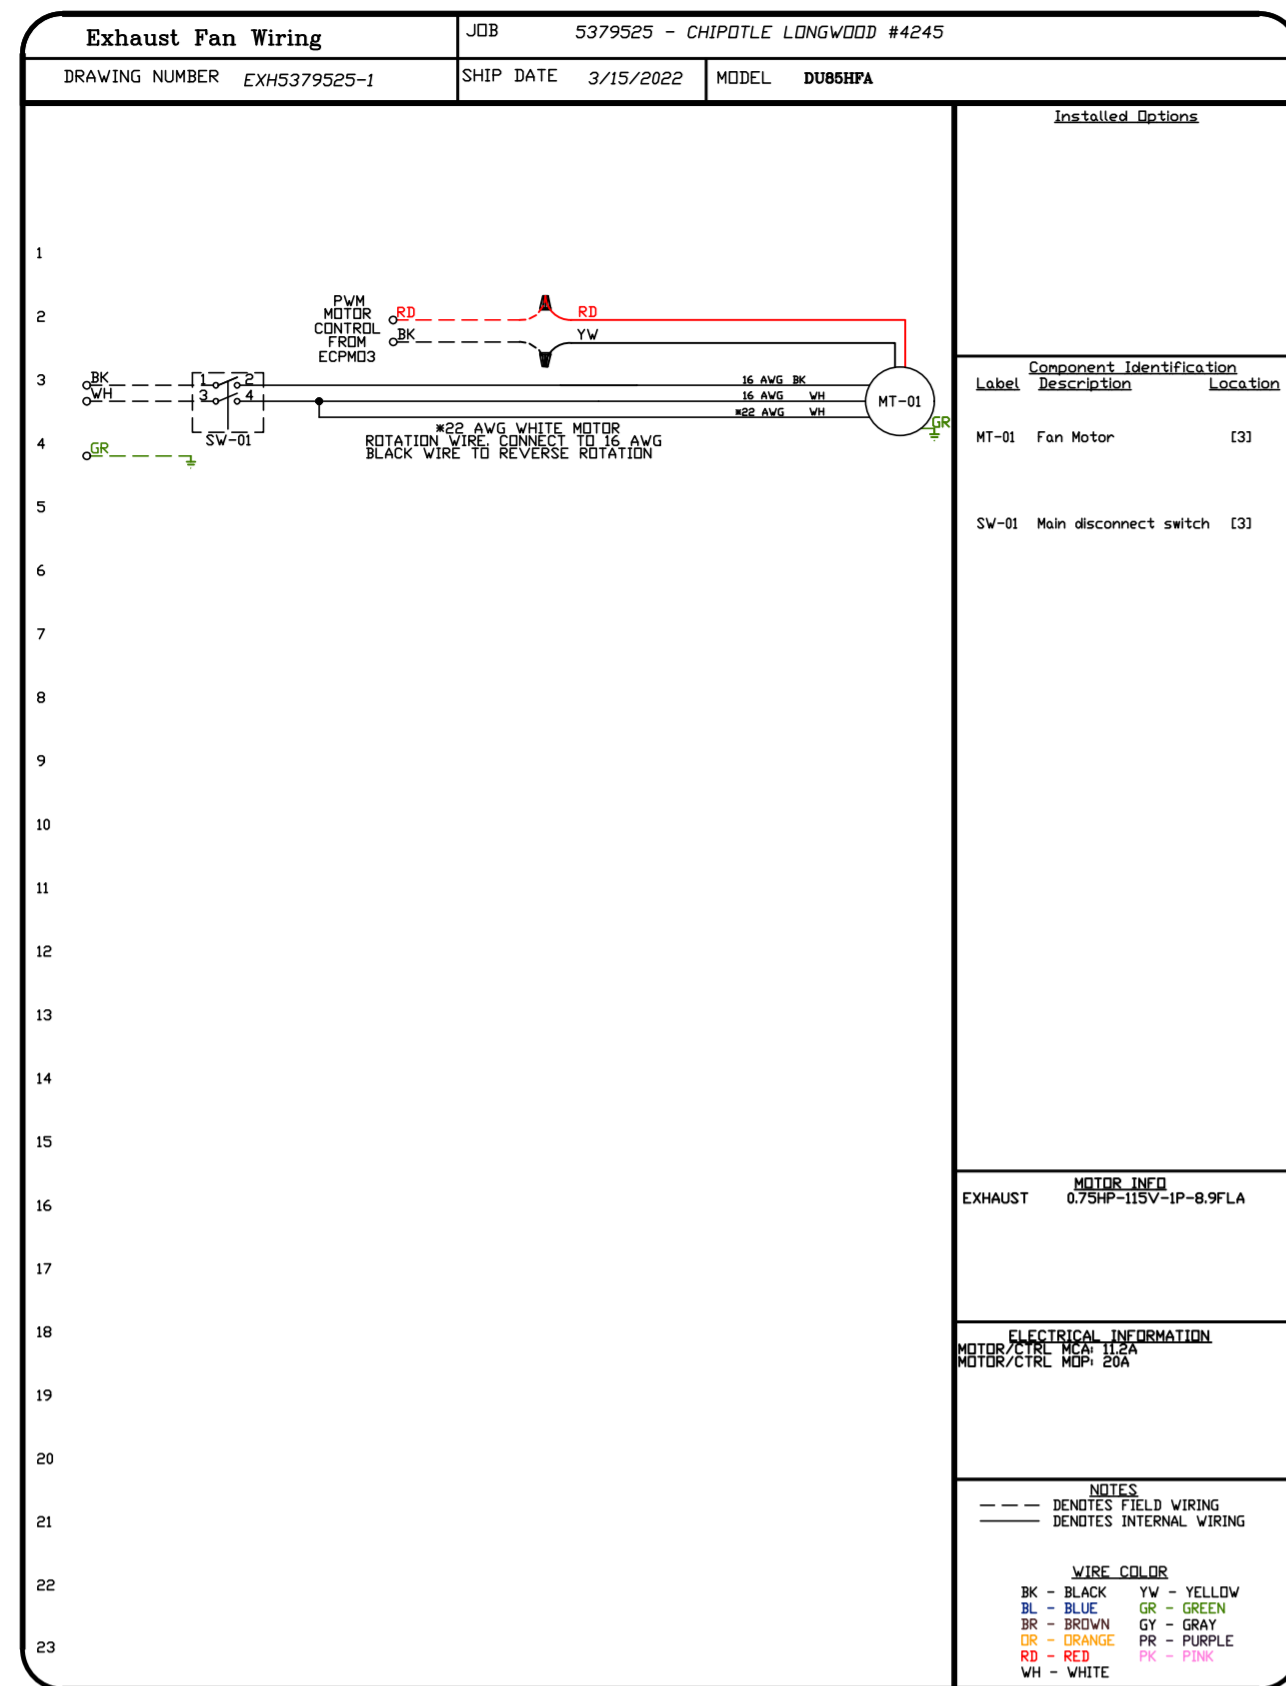 Exhaust Fan Wiring
JOB 5379525 - CHIPOTLE LONGWOOD #4245
DRAWING NUMBER EXH5379525-1
SHIP DATE 3/15/2022
MODEL DU85HFA
Installed Options
1
2
3
4
5
6
7
8
9
10
11
12
13
14
15
16
17
18
19
20
21
22
23
PWM
MOTOR
CONTROL
FROM
ECPM03
RD
BK
RD
YW
BK
WH
1 2
3 4
SW-01
GR
16 AWG BK
16 AWG WH
*22 AWG WH
MT-01
GR
*22 AWG WHITE MOTOR
ROTATION WIRE. CONNECT TO 16 AWG
BLACK WIRE TO REVERSE ROTATION
Component Identification
Label Description Location
MT-01 Fan Motor [3]
SW-01 Main disconnect switch [3]
MOTOR INFO
EXHAUST 0.75HP-115V-1P-8.9FLA
ELECTRICAL INFORMATION
MOTOR/CTRL MCA: 11.2A
MOTOR/CTRL MOP: 20A
NOTES
DENOTES FIELD WIRING
DENOTES INTERNAL WIRING
WIRE COLOR
BK - BLACK YW - YELLOW
BL - BLUE GR - GREEN
BR - BROWN GY - GRAY
OR - ORANGE PR - PURPLE
RD - RED PK - PINK
WH - WHITE